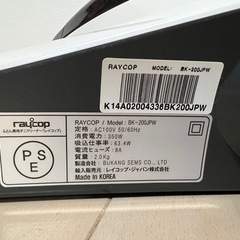 RAYCOP MODEL: BK-200JPW
K14A02004336BK200JPW
raycop
ふとん専用ダニクリーナー「レイコップ」
RAYCOP / Model : BK-200JPW
定格 : AC100V 50/60Hz
消費電力 : 350W
吸込仕事率 : 63.4W
電流ヒューズ : 8A
質量 : 2.0Kg
製造元 : BUKANG SEMS CO., LTD
輸入販売元 : レイコップ・ジャパン株式会社
Made In KOREA
P
S E